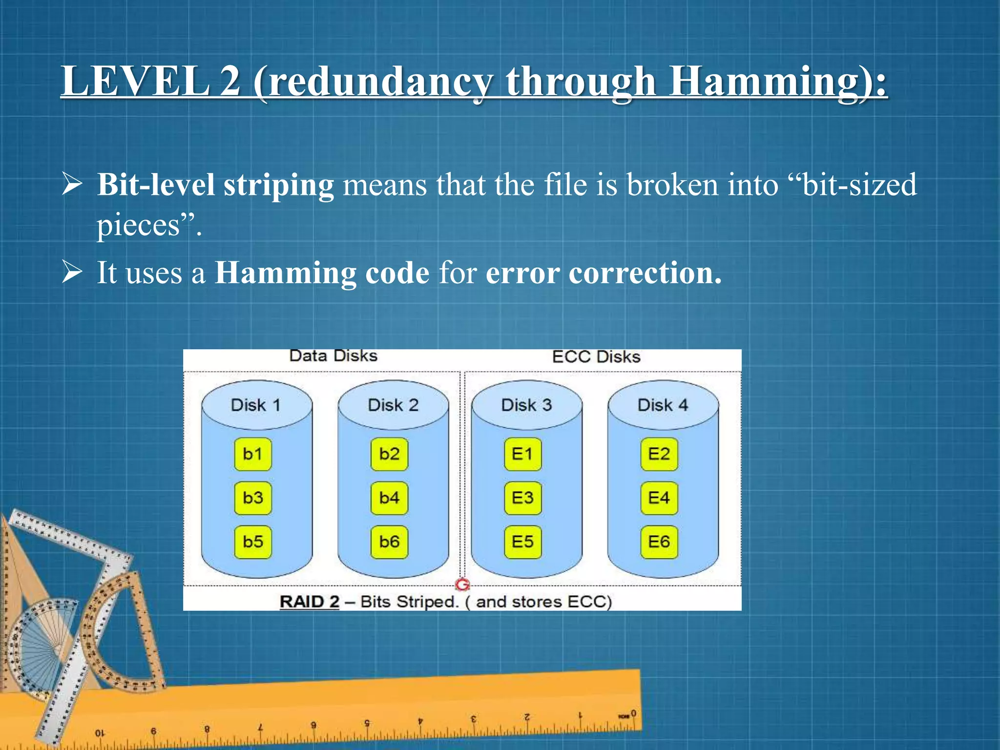 LEVEL 2 (redundancy through Hamming):
➢ Bit-level striping means that the file is broken into “bit-sized
pieces”.
➢ It uses a Hamming code for error correction.
Data Disks ECC Disks
Disk 1 Disk 2 Disk 3 Disk 4
b1 b2 E1 E2
b3 b4 E3 E4
b5 b6 E5 E6
G
RAID 2 – Bits Striped. ( and stores ECC)
10 9 8 7 6 5 4 3 2 1 0